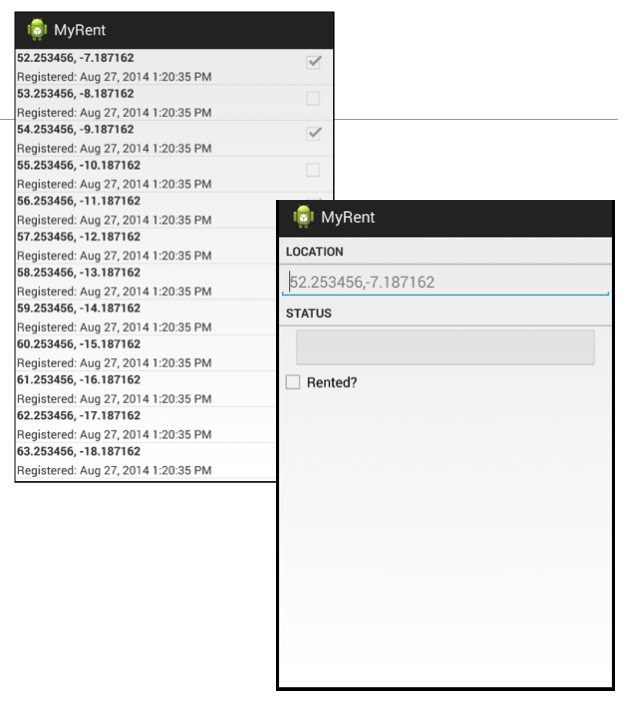 MyRent
52.253456, -7.187162
Registered: Aug 27, 2014 1:20:35 PM
53.253456, -8.187162
Registered: Aug 27, 2014 1:20:35 PM
54.253456, -9.187162
Registered: Aug 27, 2014 1:20:35 PM
55.253456, -10.187162
Registered: Aug 27, 2014 1:20:35 PM
56.253456, -11.187162
Registered: Aug 27, 2014 1:20:35 PM
57.253456, -12.187162
Registered: Aug 27, 2014 1:20:35 PM
58.253456, -13.187162
Registered: Aug 27, 2014 1:20:35 PM
59.253456, -14.187162
Registered: Aug 27, 2014 1:20:35 PM
60.253456, -15.187162
Registered: Aug 27, 2014 1:20:35 PM
61.253456, -16.187162
Registered: Aug 27, 2014 1:20:35 PM
62.253456, -17.187162
Registered: Aug 27, 2014 1:20:35 PM
63.253456, -18.187162
Registered: Aug 27, 2014 1:20:35 PM
MyRent
LOCATION
52.253456,-7.187162
STATUS
Rented?